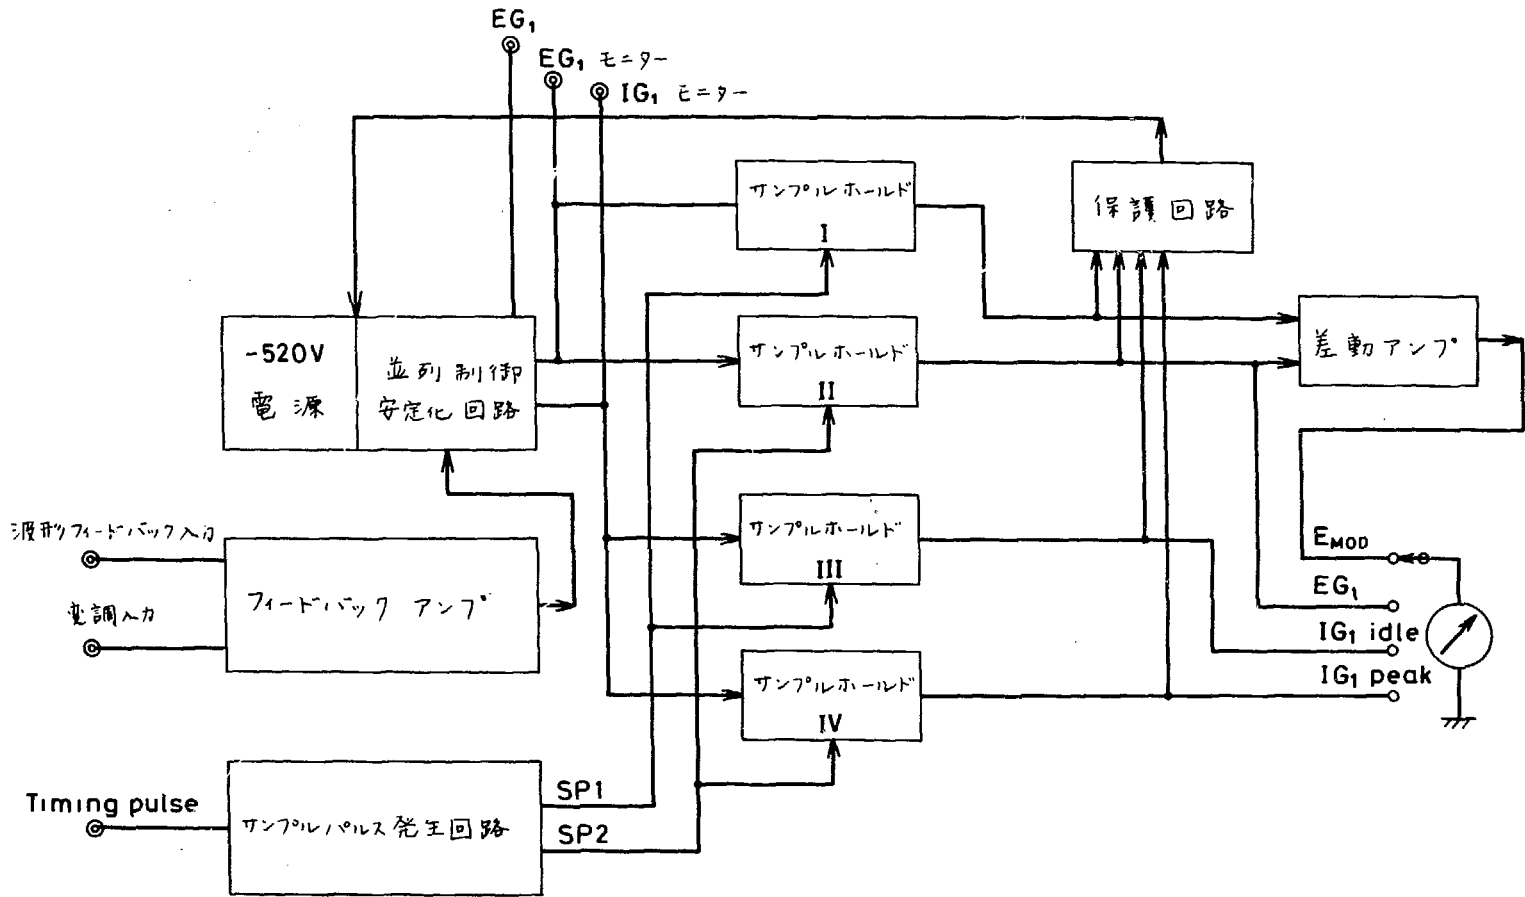 EG₁
EG₁ モニター
IG₁ モニター
サンプルホールド
I
保護回路
-520V
電源
並列制御
安定化回路
サンプルホールド
II
差動アンプ
波形フィードバック入力
変調入力
フィードバック アンプ
サンプルホールド
III
E_MOD
EG₁
IG₁ idle
IG₁ peak
サンプルホールド
IV
Timing pulse
サンプルパルス発生回路
SP1
SP2